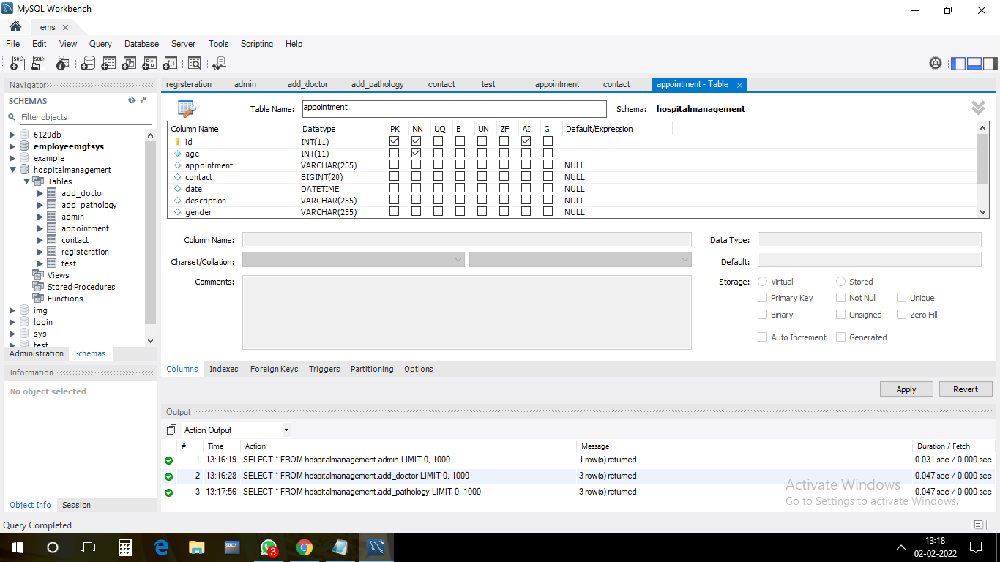 MySQL Workbench
ems
File Edit View Query Database Server Tools Scripting Help
Navigator
SCHEMAS
Filter objects
6120db
employeemgtsys
example
hospitalmanagement
Tables
add_doctor
add_pathology
admin
appointment
contact
registeration
test
Views
Stored Procedures
Functions
img
login
sys
test
Administration Schemas
Information
No object selected
Object Info Session
registeration admin add_doctor add_pathology contact test appointment contact appointment - Table
Table Name: appointment Schema: hospitalmanagement
Column Name Datatype PK NN UQ B UN ZF AI G Default/Expression
id INT(11)
age INT(11)
appointment VARCHAR(255) NULL
contact BIGINT(20) NULL
date DATETIME NULL
description VARCHAR(255) NULL
gender VARCHAR(255) NULL
Column Name: Data Type:
Charset/Collation: Default:
Comments: Storage: Virtual Stored
Primary Key Not Null Unique
Binary Unsigned Zero Fill
Auto Increment Generated
Columns Indexes Foreign Keys Triggers Partitioning Options
Apply Revert
Output
Action Output
# Time Action Message Duration / Fetch
1 13:16:19 SELECT * FROM hospitalmanagement.admin LIMIT 0, 1000 1 row(s) returned 0.031 sec / 0.000 sec
2 13:16:28 SELECT * FROM hospitalmanagement.add_doctor LIMIT 0, 1000 3 row(s) returned 0.047 sec / 0.000 sec
3 13:17:56 SELECT * FROM hospitalmanagement.add_pathology LIMIT 0, 1000 3 row(s) returned 0.047 sec / 0.000 sec
Activate Windows
Go to Settings to activate Windows.
Query Completed
3
13:18
02-02-2022